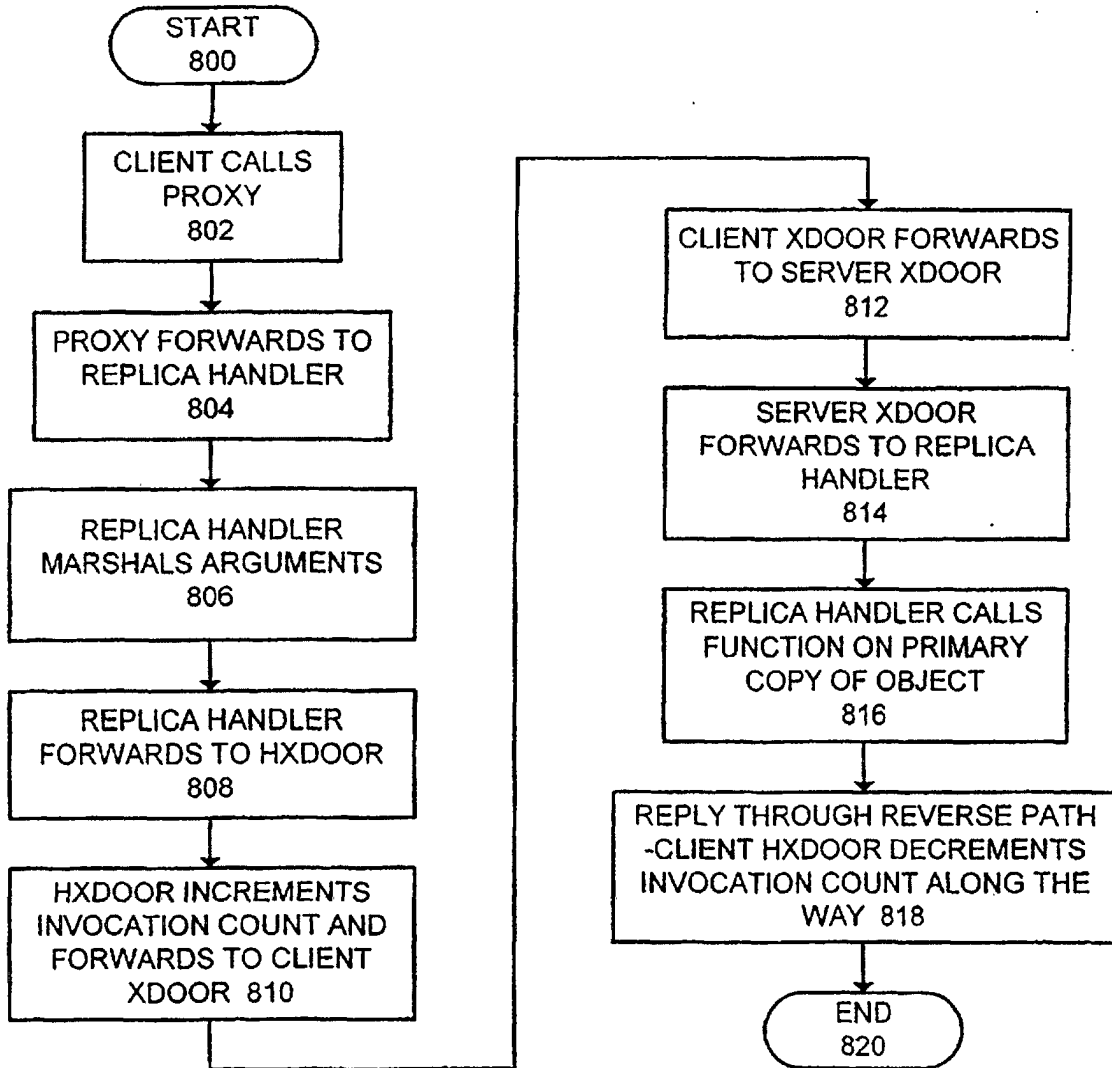 START
800
CLIENT CALLS
PROXY
802
PROXY FORWARDS TO
REPLICA HANDLER
804
REPLICA HANDLER
MARSHALS ARGUMENTS
806
REPLICA HANDLER
FORWARDS TO HXDOOR
808
HXDOOR INCREMENTS
INVOCATION COUNT AND
FORWARDS TO CLIENT
XDOOR 810
CLIENT XDOOR FORWARDS
TO SERVER XDOOR
812
SERVER XDOOR
FORWARDS TO REPLICA
HANDLER
814
REPLICA HANDLER CALLS
FUNCTION ON PRIMARY
COPY OF OBJECT
816
REPLY THROUGH REVERSE PATH
-CLIENT HXDOOR DECREMENTS
INVOCATION COUNT ALONG THE
WAY 818
END
820